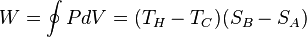 W = ∮ PdV = (T_H − T_C)(S_B − S_A)